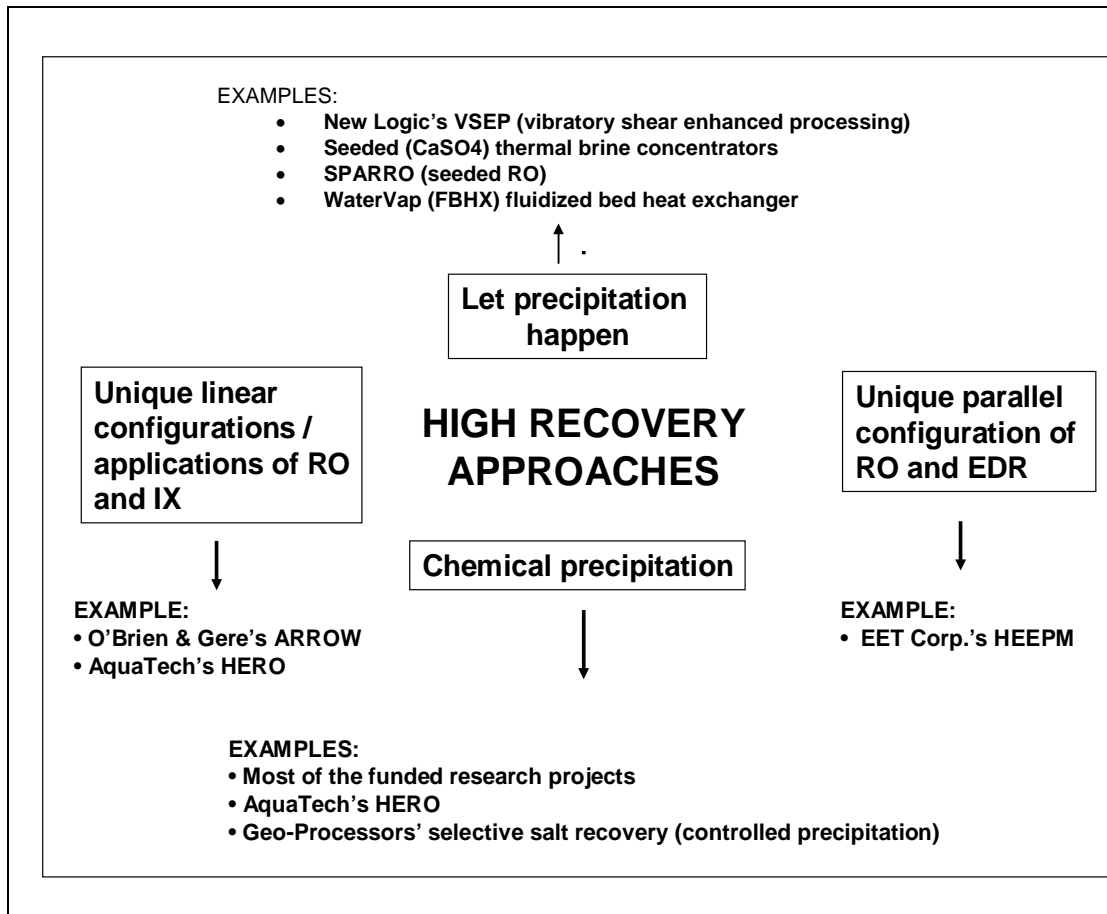 EXAMPLES:
• New Logic's VSEP (vibratory shear enhanced processing)
• Seeded (CaSO4) thermal brine concentrators
• SPARRO (seeded RO)
• WaterVap (FBHX) fluidized bed heat exchanger
.
Let precipitation
happen
Unique linear
configurations /
applications of RO
and IX
HIGH RECOVERY
APPROACHES
Unique parallel
configuration of
RO and EDR
Chemical precipitation
EXAMPLE:
• O'Brien & Gere's ARROW
• AquaTech's HERO
EXAMPLE:
• EET Corp.'s HEEPM
EXAMPLES:
• Most of the funded research projects
• AquaTech's HERO
• Geo-Processors' selective salt recovery (controlled precipitation)